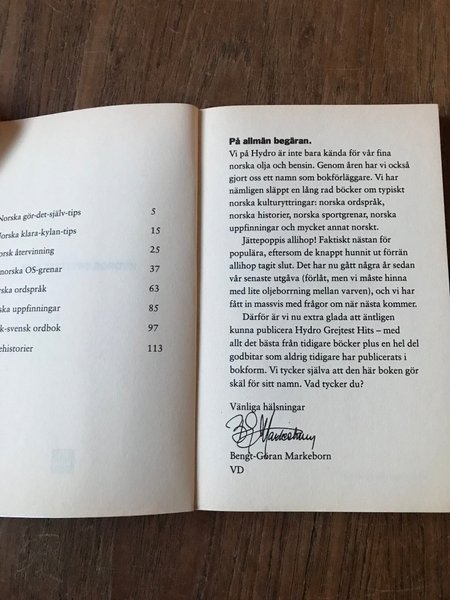 Norska gör-det-själv-tips 5
Norska klara-kylan-tips 15
orsk återvinning 25
norska OS-grenar 37
rska ordspråk 63
ska uppfinningar 85
k-svensk ordbok 97
ehistorier 113
På allmän begäran.
Vi på Hydro är inte bara kända för vår fina
norska olja och bensin. Genom åren har vi också
gjort oss ett namn som bokförläggare. Vi har
nämligen släppt en lång rad böcker om typiskt
norska kulturyttringar: norska ordspråk,
norska historier, norska sportgrenar, norska
uppfinningar och mycket annat norskt.
Jättepoppis allihop! Faktiskt nästan för
populära, eftersom de knappt hunnit ut förrän
allihop tagit slut. Det har nu gått några år sedan
vår senaste utgåva (förlåt, men vi måste hinna
med lite oljeborrning mellan varven), och vi har
fått in massvis med frågor om när nästa kommer.
Därför är vi nu extra glada att äntligen
kunna publicera Hydro Grejtest Hits – med
allt det bästa från tidigare böcker plus en hel del
godbitar som aldrig tidigare har publicerats i
bokform. Vi tycker själva att den här boken gör
skäl för sitt namn. Vad tycker du?
Vänliga hälsningar
Bengt-Göran Markeborn
VD